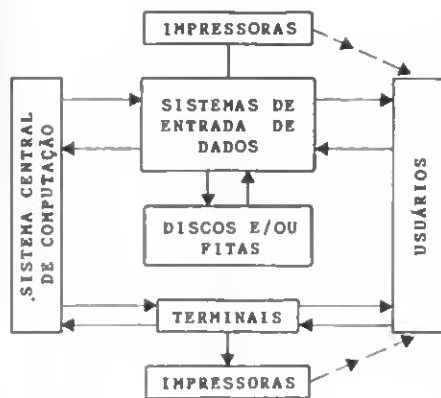 IMPRESSORAS
SISTEMAS DE
ENTRADA DE
DADOS
SISTEMA CENTRAL
DE COMPUTAÇÃO
USUÁRIOS
DISCOS E/OU
FITAS
TERMINAIS
IMPRESSORAS